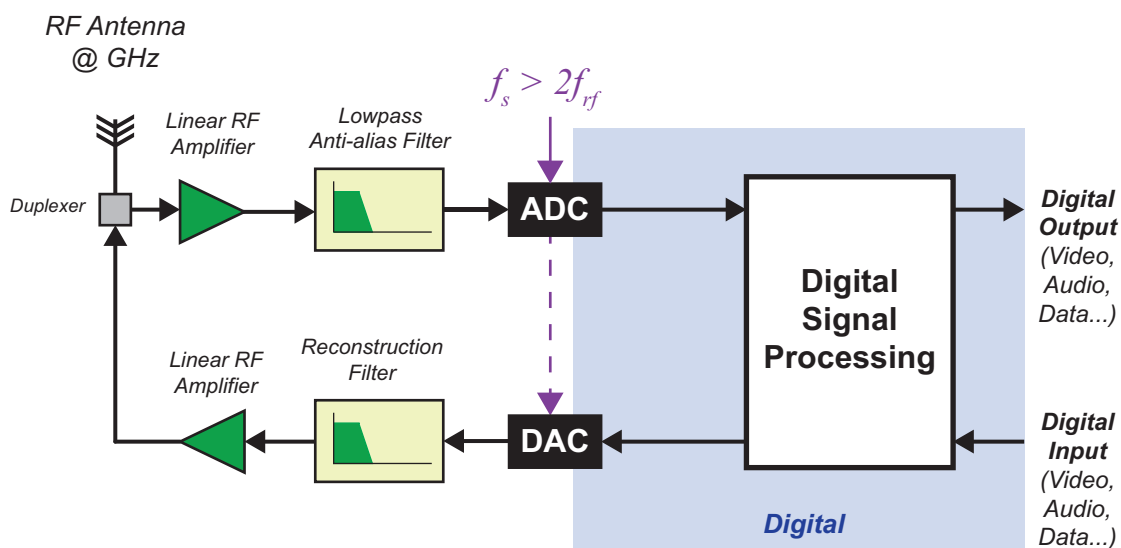 RF Antenna
@ GHz
Linear RF
Amplifier
Lowpass
Anti-alias Filter
f_s > 2f_rf
Duplexer
ADC
Digital
Signal
Processing
Digital
Output
(Video,
Audio,
Data...)
Linear RF
Amplifier
Reconstruction
Filter
DAC
Digital
Input
(Video,
Audio,
Data...)
Digital